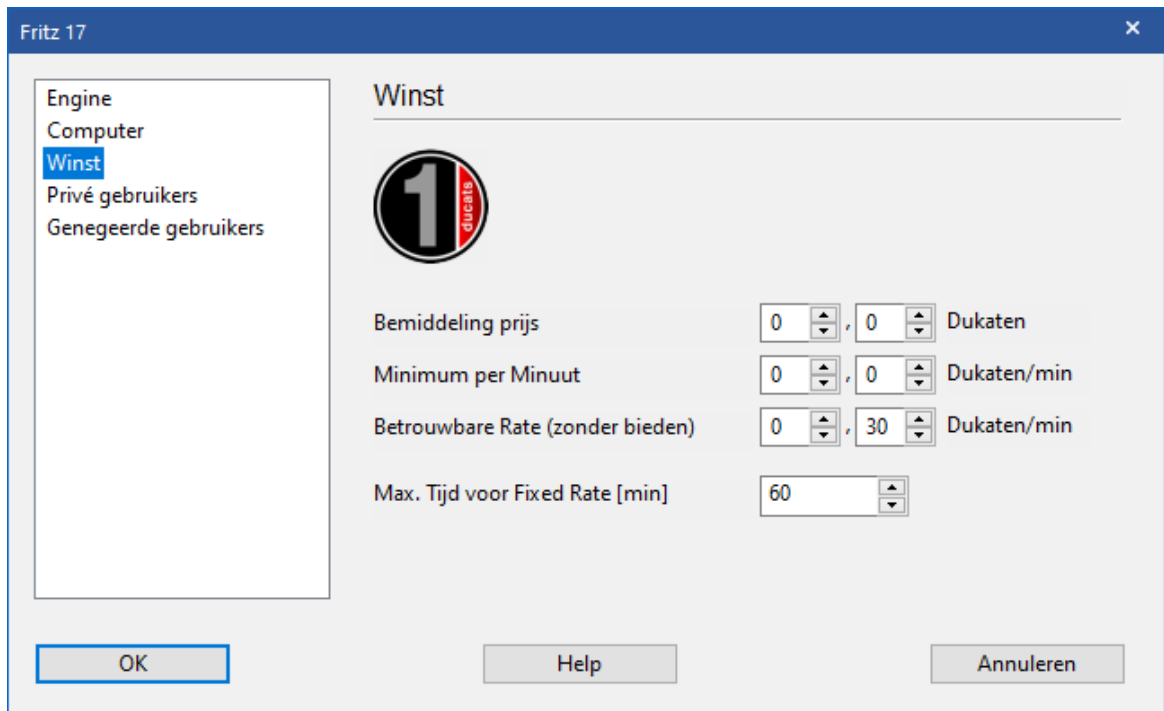 Fritz 17
Engine
Computer
Winst
Privé gebruikers
Genegeerde gebruikers
Winst
1 ducats
Bemiddeling prijs 0 , 0 Dukaten
Minimum per Minuut 0 , 0 Dukaten/min
Betrouwbare Rate (zonder bieden) 0 , 30 Dukaten/min
Max. Tijd voor Fixed Rate [min] 60
OK Help Annuleren